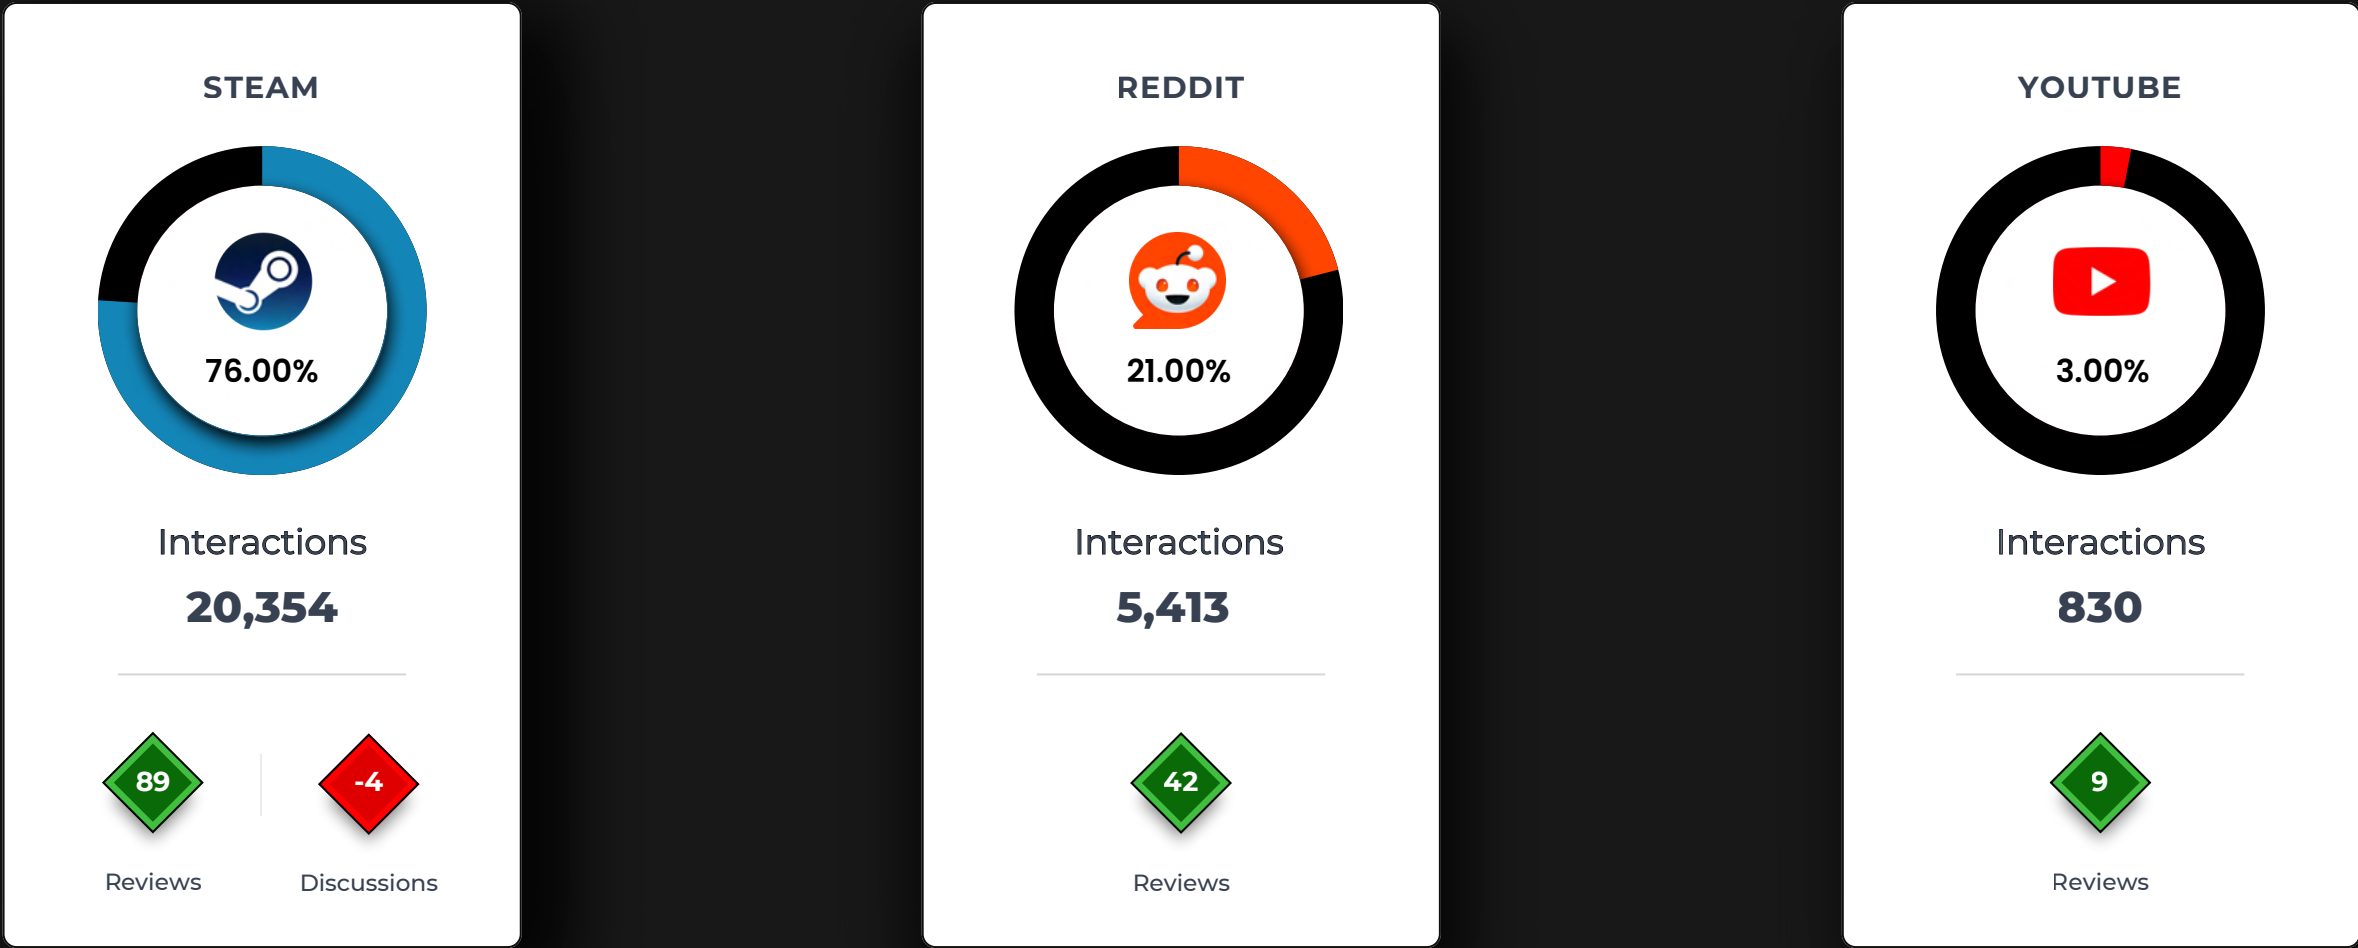 STEAM
76.00%
Interactions
20,354
89
Reviews
-4
Discussions
REDDIT
21.00%
Interactions
5,413
42
Reviews
YOUTUBE
3.00%
Interactions
830
9
Reviews